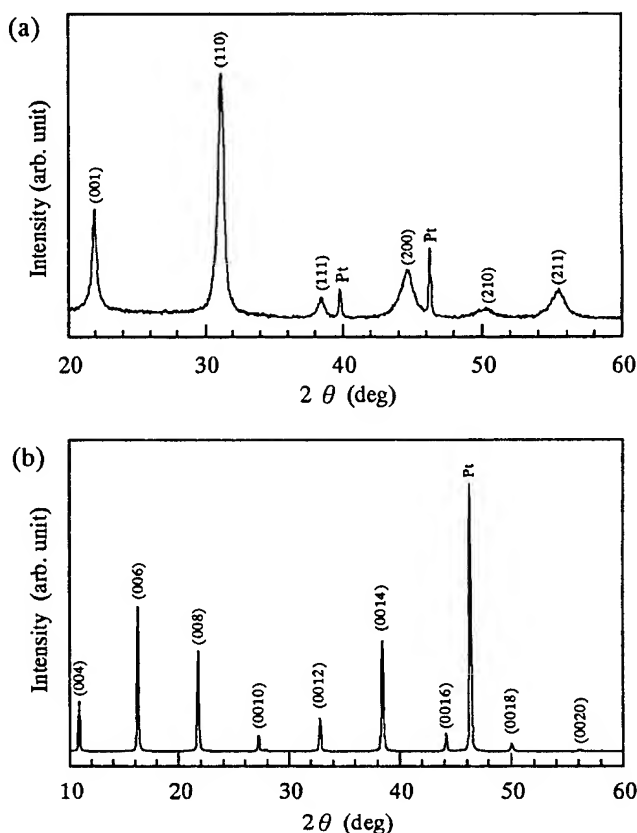 (a)
Intensity (arb. unit)
(001)
(110)
(111)
Pt
(200)
Pt
(210)
(211)
20 30 40 50 60
2 θ (deg)
(b)
Intensity (arb. unit)
(004)
(006)
(008)
(0010)
(0012)
(0014)
(0016)
Pt
(0018)
(0020)
10 20 30 40 50 60
2 θ (deg)